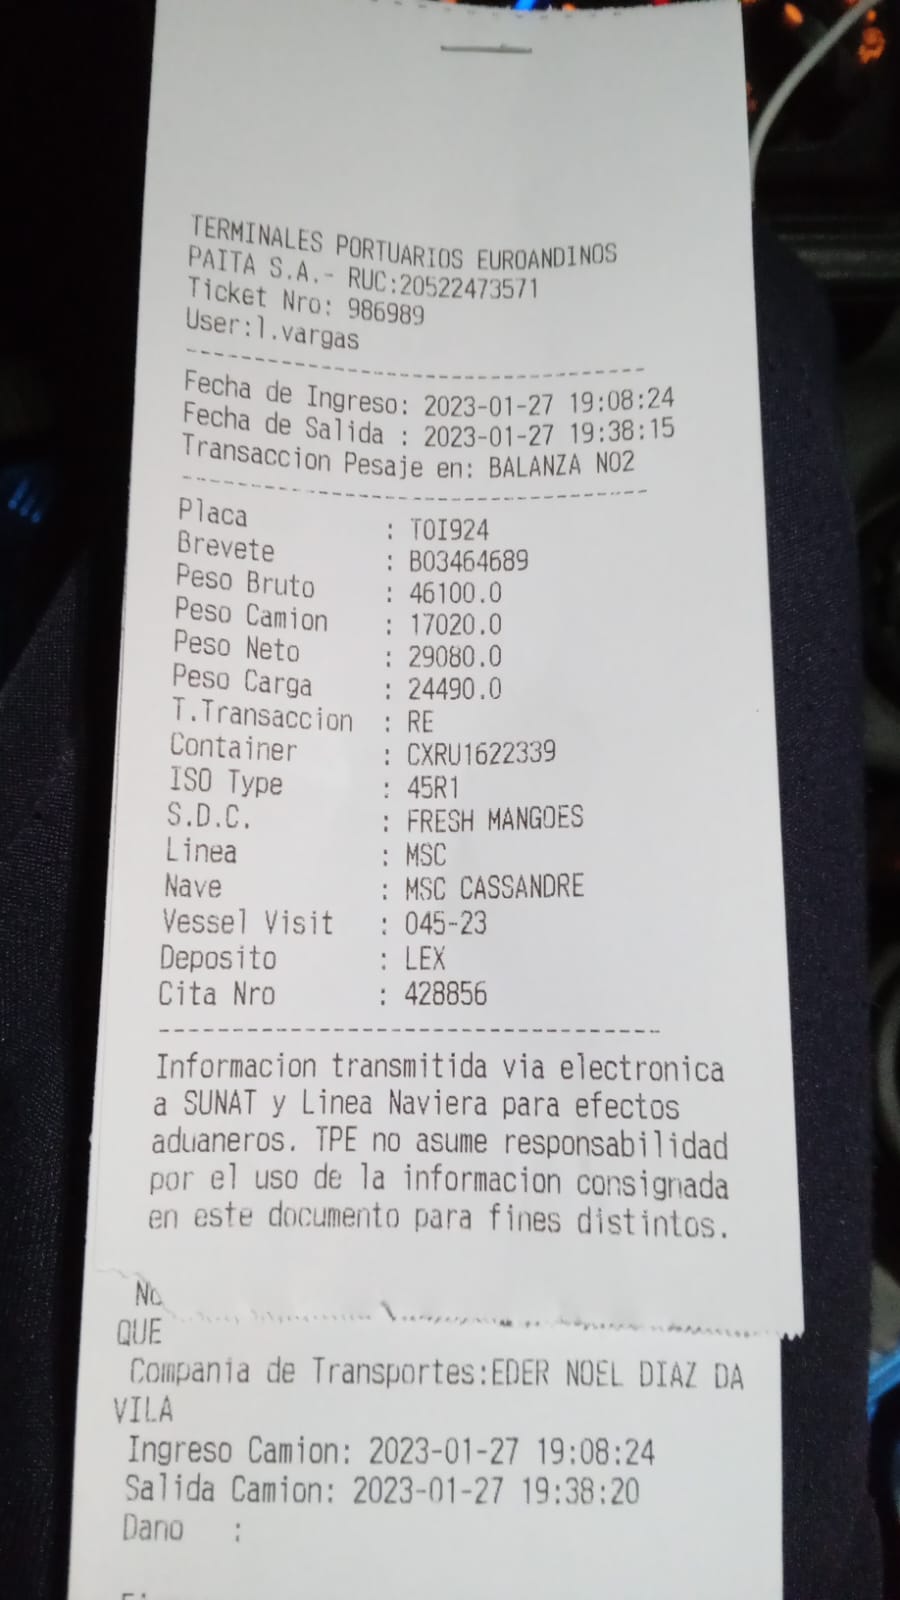 TERMINALES PORTUARIOS EUROANDINOS
PAITA S.A.- RUC:20522473571
Ticket Nro: 986989
User:l.vargas
Fecha de Ingreso: 2023-01-27 19:08:24
Fecha de Salida : 2023-01-27 19:38:15
Transaccion Pesaje en: BALANZA NO2
Placa : TOI924
Brevete : B03464689
Peso Bruto : 46100.0
Peso Camion : 17020.0
Peso Neto : 29080.0
Peso Carga : 24490.0
T.Transaccion : RE
Container : CXRU1622339
ISO Type : 45R1
S.D.C. : FRESH MANGOES
Linea : MSC
Nave : MSC CASSANDRE
Vessel Visit : 045-23
Deposito : LEX
Cita Nro : 428856
Informacion transmitida via electronica
a SUNAT y Linea Naviera para efectos
aduaneros. TPE no asume responsabilidad
por el uso de la informacion consignada
en este documento para fines distintos.
QUE
Compania de Transportes:EDER NOEL DIAZ DA
VILA
Ingreso Camion: 2023-01-27 19:08:24
Salida Camion: 2023-01-27 19:38:20
Dano :